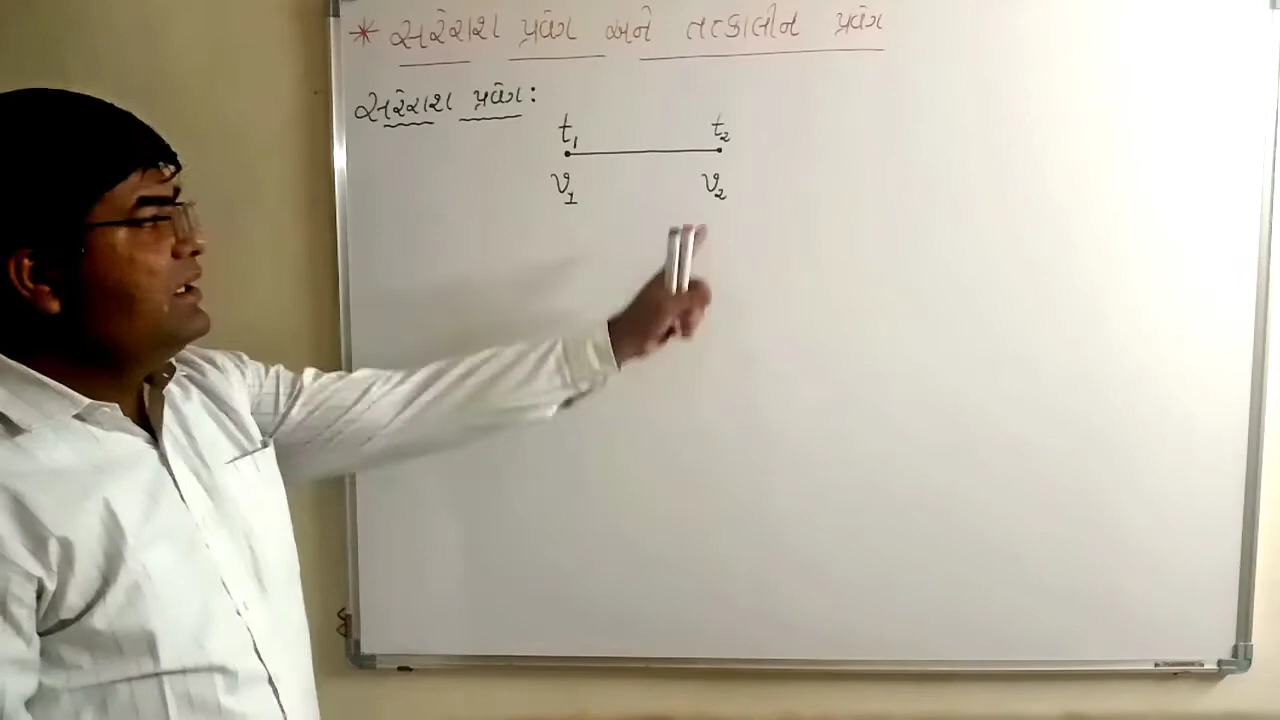 * સરેરાશ પ્રવેગ અને તત્કાલીન પ્રવેગ
સરેરાશ પ્રવેગ :
t₁ t₂
v₁ v₂